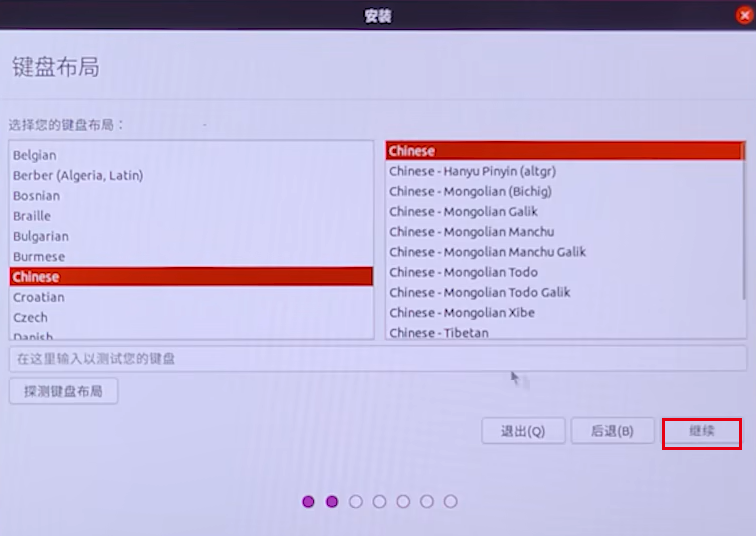 安装
键盘布局
选择您的键盘布局：
Belgian
Berber (Algeria, Latin)
Bosnian
Braille
Bulgarian
Burmese
Chinese
Croatian
Czech
Danish
Chinese
Chinese - Hanyu Pinyin (altgr)
Chinese - Mongolian (Bichig)
Chinese - Mongolian Galik
Chinese - Mongolian Manchu
Chinese - Mongolian Manchu Galik
Chinese - Mongolian Todo
Chinese - Mongolian Todo Galik
Chinese - Mongolian Xibe
Chinese - Tibetan
在这里输入以测试您的键盘
探测键盘布局
退出(Q)
后退(B)
继续